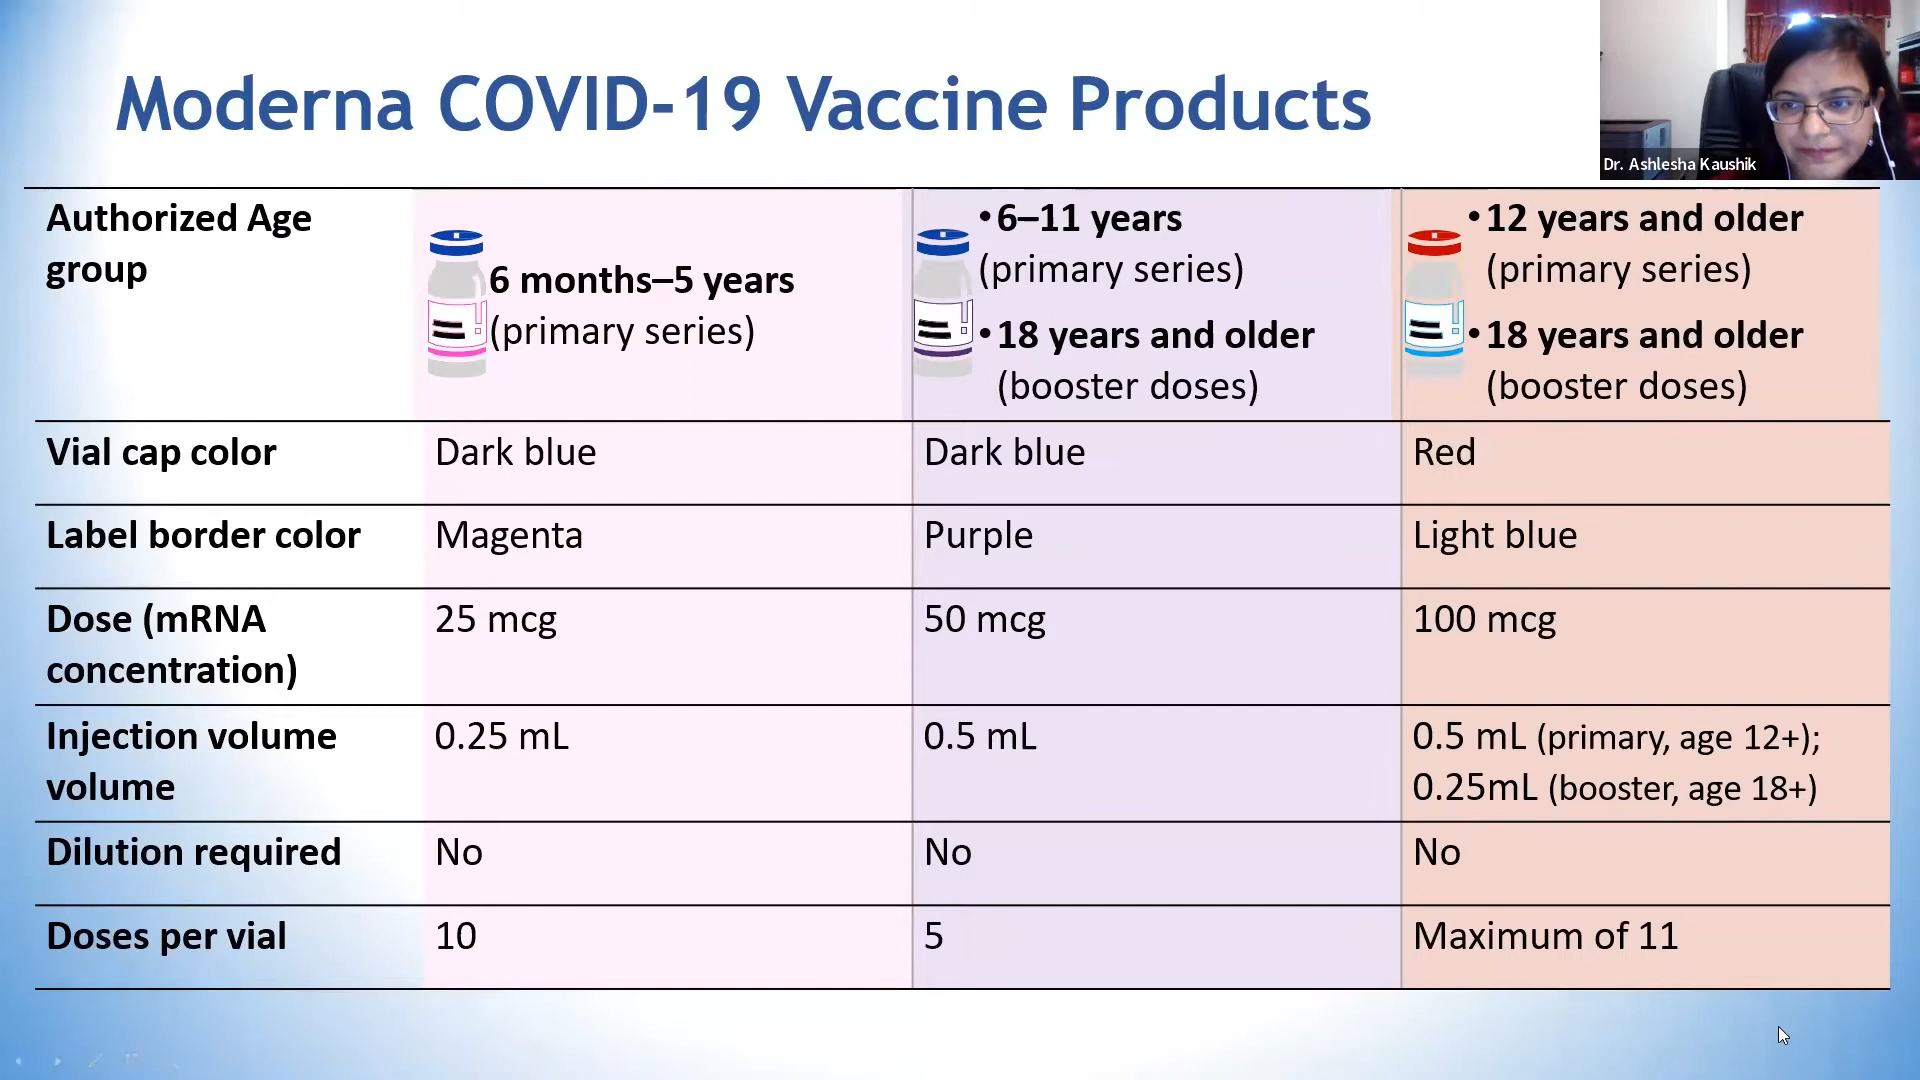 Moderna COVID-19 Vaccine Products
Dr. Ashlesha Kaushik
Authorized Age
group
6 months–5 years
(primary series)
•6–11 years
(primary series)
•18 years and older
(booster doses)
•12 years and older
(primary series)
•18 years and older
(booster doses)
Vial cap color
Dark blue
Dark blue
Red
Label border color
Magenta
Purple
Light blue
Dose (mRNA
concentration)
25 mcg
50 mcg
100 mcg
Injection volume
volume
0.25 mL
0.5 mL
0.5 mL (primary, age 12+);
0.25mL (booster, age 18+)
Dilution required
No
No
No
Doses per vial
10
5
Maximum of 11